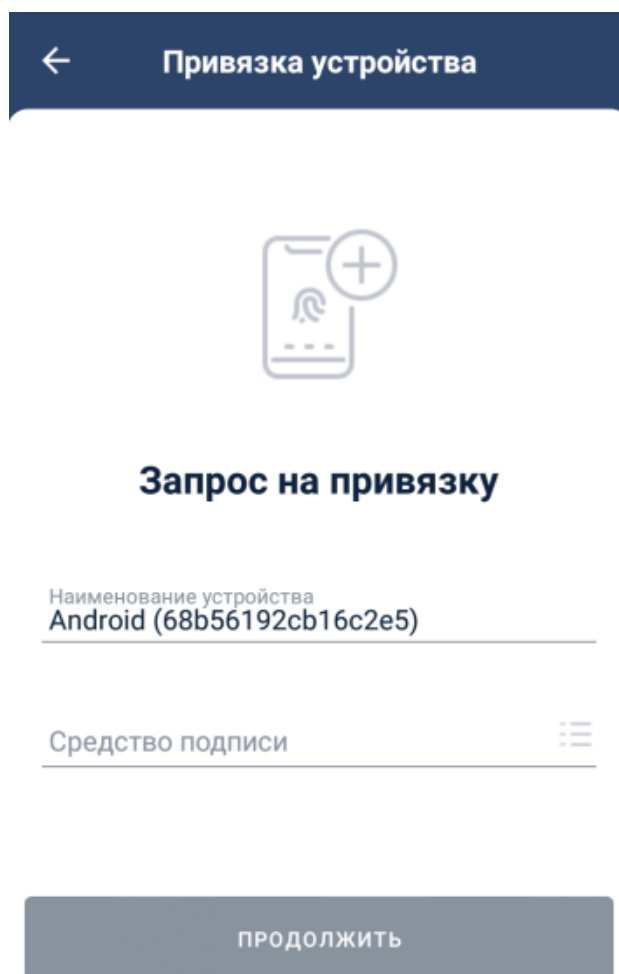 Привязка устройства
Запрос на привязку
Наименование устройства
Android (68b56192cb16c2e5)
Средство подписи
ПРОДОЛЖИТЬ